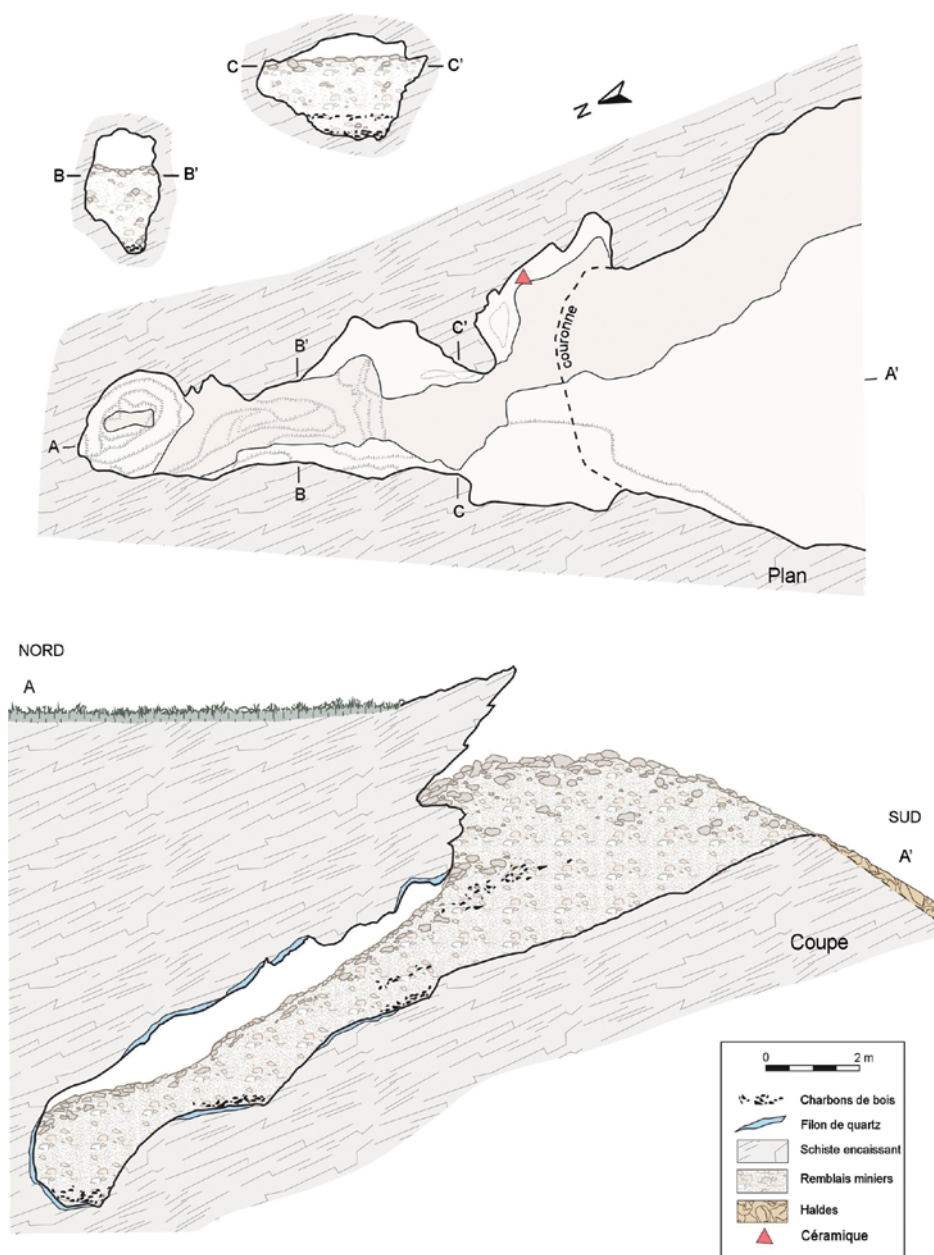 C C'
N
B B'
couronne
C'
B'
A'
A
B
C
Plan
NORD
A
SUD
A'
Coupe
0 2 m
Charbons de bois
Filon de quartz
Schiste encaissant
Remblais miniers
Haldes
Céramique